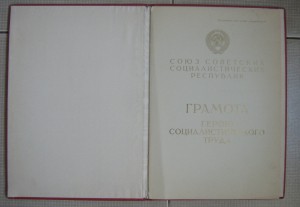 СОЮЗ СОВЕТСКИХ
СОЦИАЛИСТИЧЕСКИХ
РЕСПУБЛИК
ГРАМОТА
ГЕРОЯ
СОЦИАЛИСТИЧЕСКОГО
ТРУДА